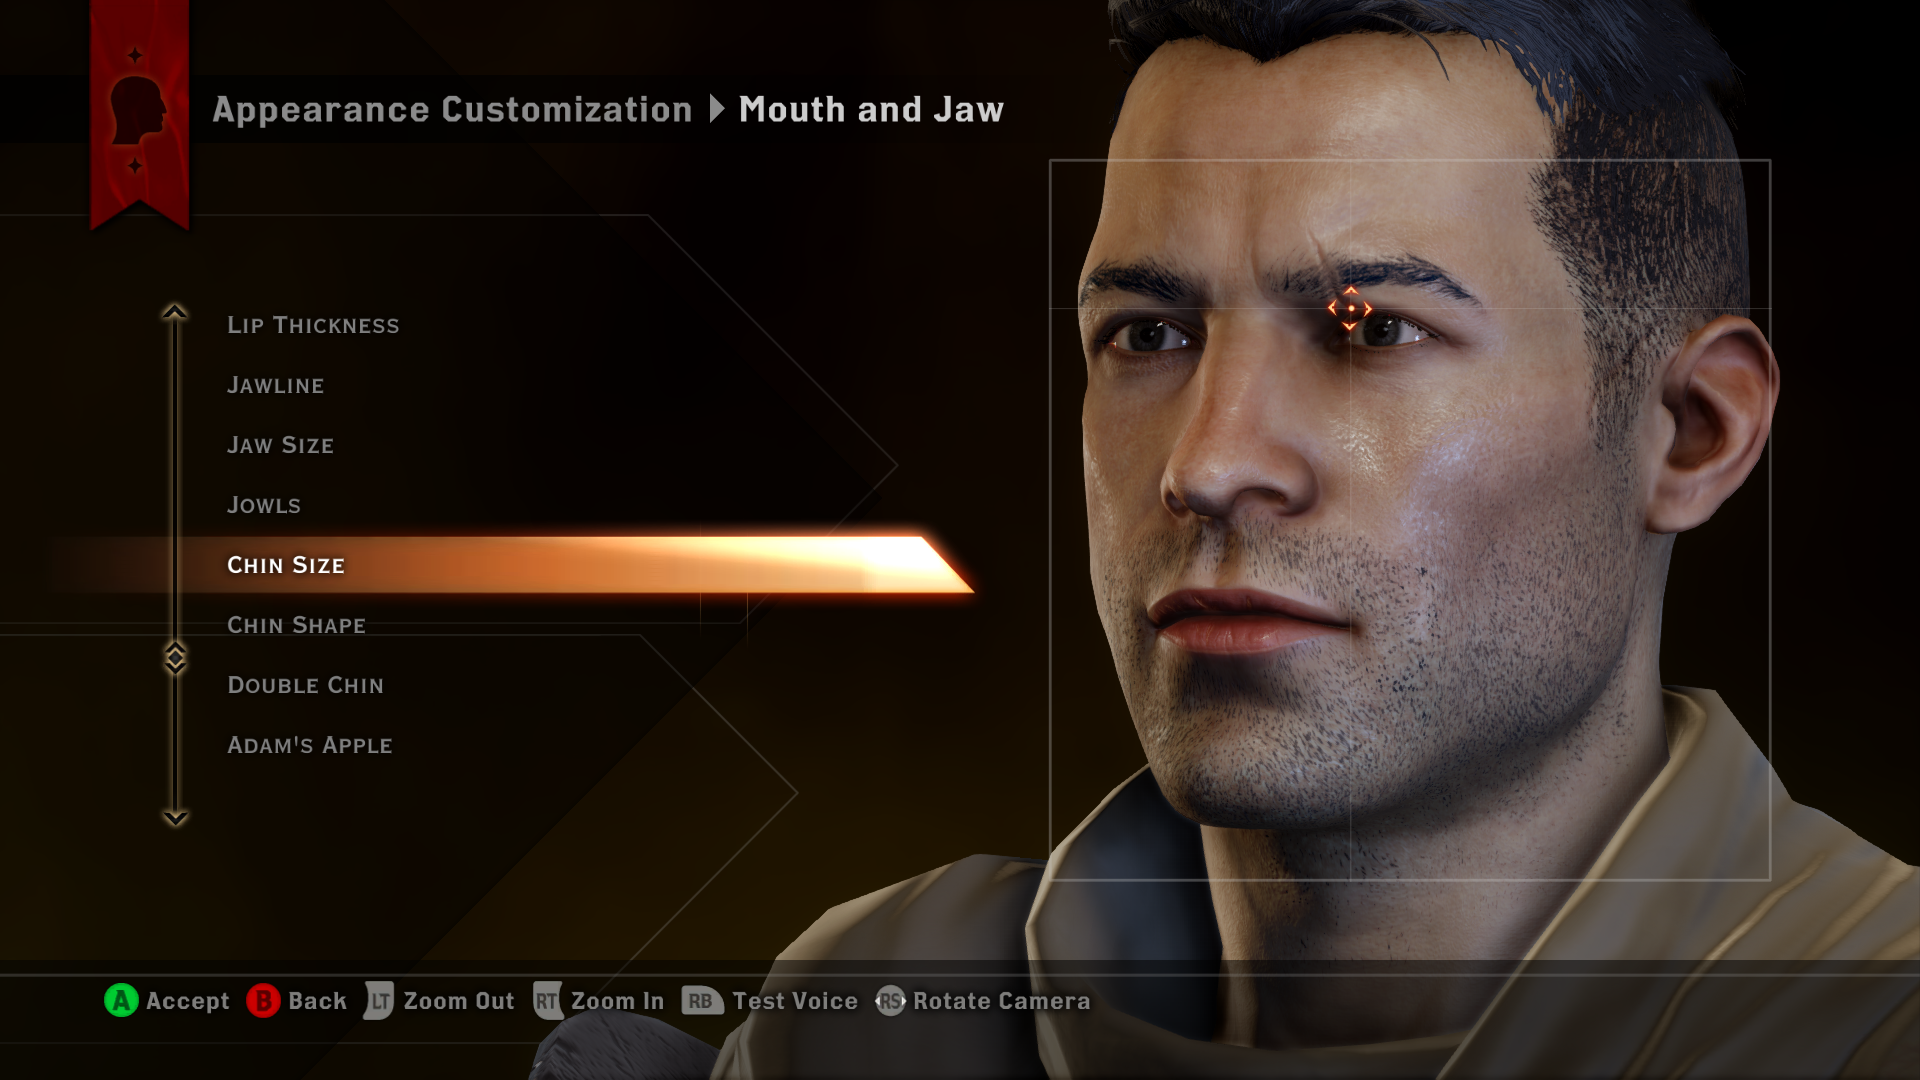 Appearance Customization ▶ Mouth and Jaw
Lip Thickness
Jawline
Jaw Size
Jowls
Chin Size
Chin Shape
Double Chin
Adam's Apple
A Accept B Back LT Zoom Out RT Zoom In RB Test Voice RS Rotate Camera